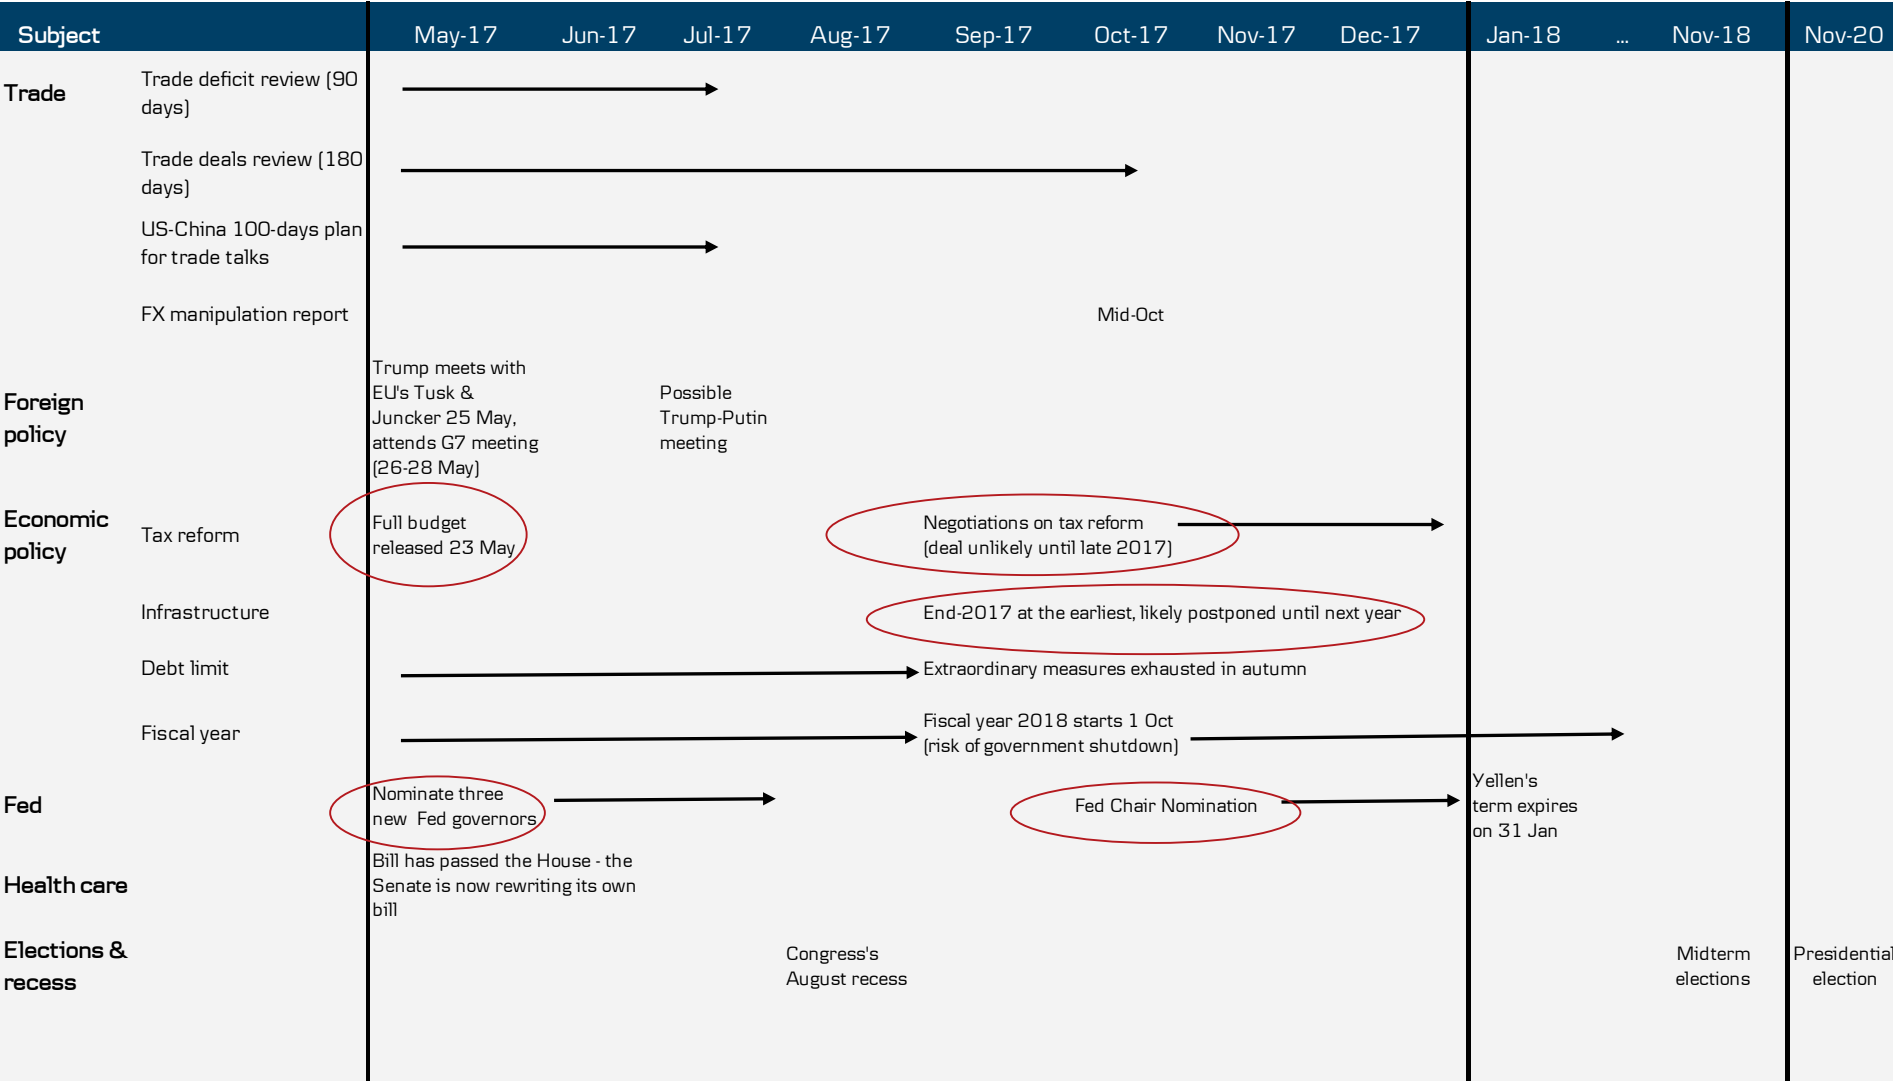 Subject May-17 Jun-17 Jul-17 Aug-17 Sep-17 Oct-17 Nov-17 Dec-17 Jan-18 ... Nov-18 Nov-20
Trade
Trade deficit review (90
days)
Trade deals review (180
days)
US-China 100-days plan
for trade talks
FX manipulation report
Mid-Oct
Foreign
policy
Trump meets with
EU's Tusk &
Juncker 25 May,
attends G7 meeting
(26-28 May)
Possible
Trump-Putin
meeting
Economic
policy
Tax reform
Full budget
released 23 May
Negotiations on tax reform
(deal unlikely until late 2017)
Infrastructure
End-2017 at the earliest, likely postponed until next year
Debt limit
Extraordinary measures exhausted in autumn
Fiscal year
Fiscal year 2018 starts 1 Oct
(risk of government shutdown)
Fed
Nominate three
new Fed governors
Fed Chair Nomination
Yellen's
term expires
on 31 Jan
Health care
Bill has passed the House - the
Senate is now rewriting its own
bill
Elections &
recess
Congress's
August recess
Midterm
elections
Presidential
election